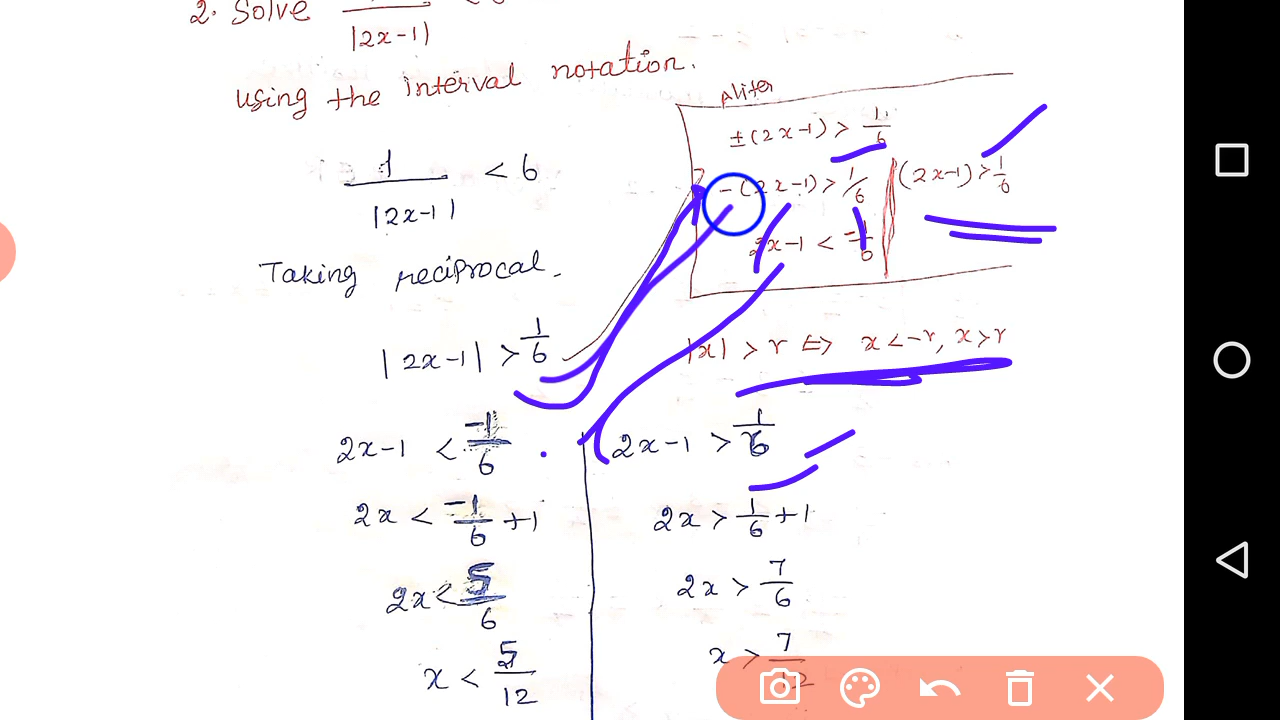 2. Solve
|2x-1|
using the interval notation.
1/|2x-1| < 6
Taking reciprocal.
|2x-1| > 1/6
2x-1 < -1/6
2x < -1/6 +1
2x < 5/6
x < 5/12
Aliter
±(2x-1) > 1/6
-(2x-1) > 1/6 | (2x-1) > 1/6
2x-1 < -1/6
|x| > r ⇔ x<-r, x>r
2x-1 > 1/6
2x > 1/6 +1
2x > 7/6
x > 7/12